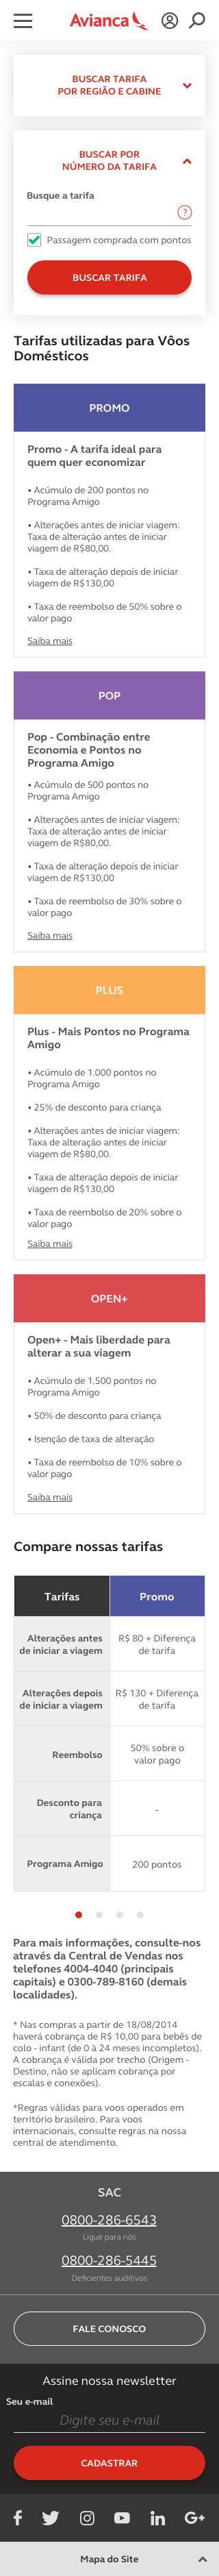 Avianca
BUSCAR TARIFA
POR REGIÃO E CABINE
BUSCAR POR
NÚMERO DA TARIFA
Busque a tarifa
?
Passagem comprada com pontos
BUSCAR TARIFA
Tarifas utilizadas para Vôos
Domésticos
PROMO
Promo - A tarifa ideal para
quem quer economizar
• Acúmulo de 200 pontos no
Programa Amigo
• Alterações antes de iniciar viagem:
Taxa de alteração antes de iniciar
viagem de R$80,00.
• Taxa de alteração depois de iniciar
viagem de R$130,00
• Taxa de reembolso de 50% sobre o
valor pago
Saiba mais
POP
Pop - Combinação entre
Economia e Pontos no
Programa Amigo
• Acúmulo de 500 pontos no
Programa Amigo
• Alterações antes de iniciar viagem:
Taxa de alteração antes de iniciar
viagem de R$80,00.
• Taxa de alteração depois de iniciar
viagem de R$130,00
• Taxa de reembolso de 30% sobre o
valor pago
Saiba mais
PLUS
Plus - Mais Pontos no Programa
Amigo
• Acúmulo de 1.000 pontos no
Programa Amigo
• 25% de desconto para criança
• Alterações antes de iniciar viagem:
Taxa de alteração antes de iniciar
viagem de R$80,00.
• Taxa de alteração depois de iniciar
viagem de R$130,00
• Taxa de reembolso de 20% sobre o
valor pago
Saiba mais
OPEN+
Open+ - Mais liberdade para
alterar a sua viagem
• Acúmulo de 1.500 pontos no
Programa Amigo
• 50% de desconto para criança
• Isenção de taxa de alteração
• Taxa de reembolso de 10% sobre o
valor pago
Saiba mais
Compare nossas tarifas
Tarifas Promo
Alterações antes de iniciar a viagem R$ 80 + Diferença de tarifa
Alterações depois de iniciar a viagem R$ 130 + Diferença de tarifa
Reembolso 50% sobre o valor pago
Desconto para criança -
Programa Amigo 200 pontos
Para mais informações, consulte-nos
através da Central de Vendas nos
telefones 4004-4040 (principais
capitais) e 0300-789-8160 (demais
localidades).
* Nas compras a partir de 18/08/2014
haverá cobrança de R$ 10,00 para bebês de
colo - infant (de 0 à 24 meses incompletos).
A cobrança é válida por trecho (Origem -
Destino, não se aplicam cobrança por
escalas e conexões).
*Regras válidas para voos operados em
território brasileiro. Para voos
internacionais, consulte regras na nossa
central de atendimento.
SAC
0800-286-6543
Ligue para nós
0800-286-5445
Deficientes auditivos
FALE CONOSCO
Assine nossa newsletter
Seu e-mail
Digite seu e-mail
CADASTRAR
Mapa do Site